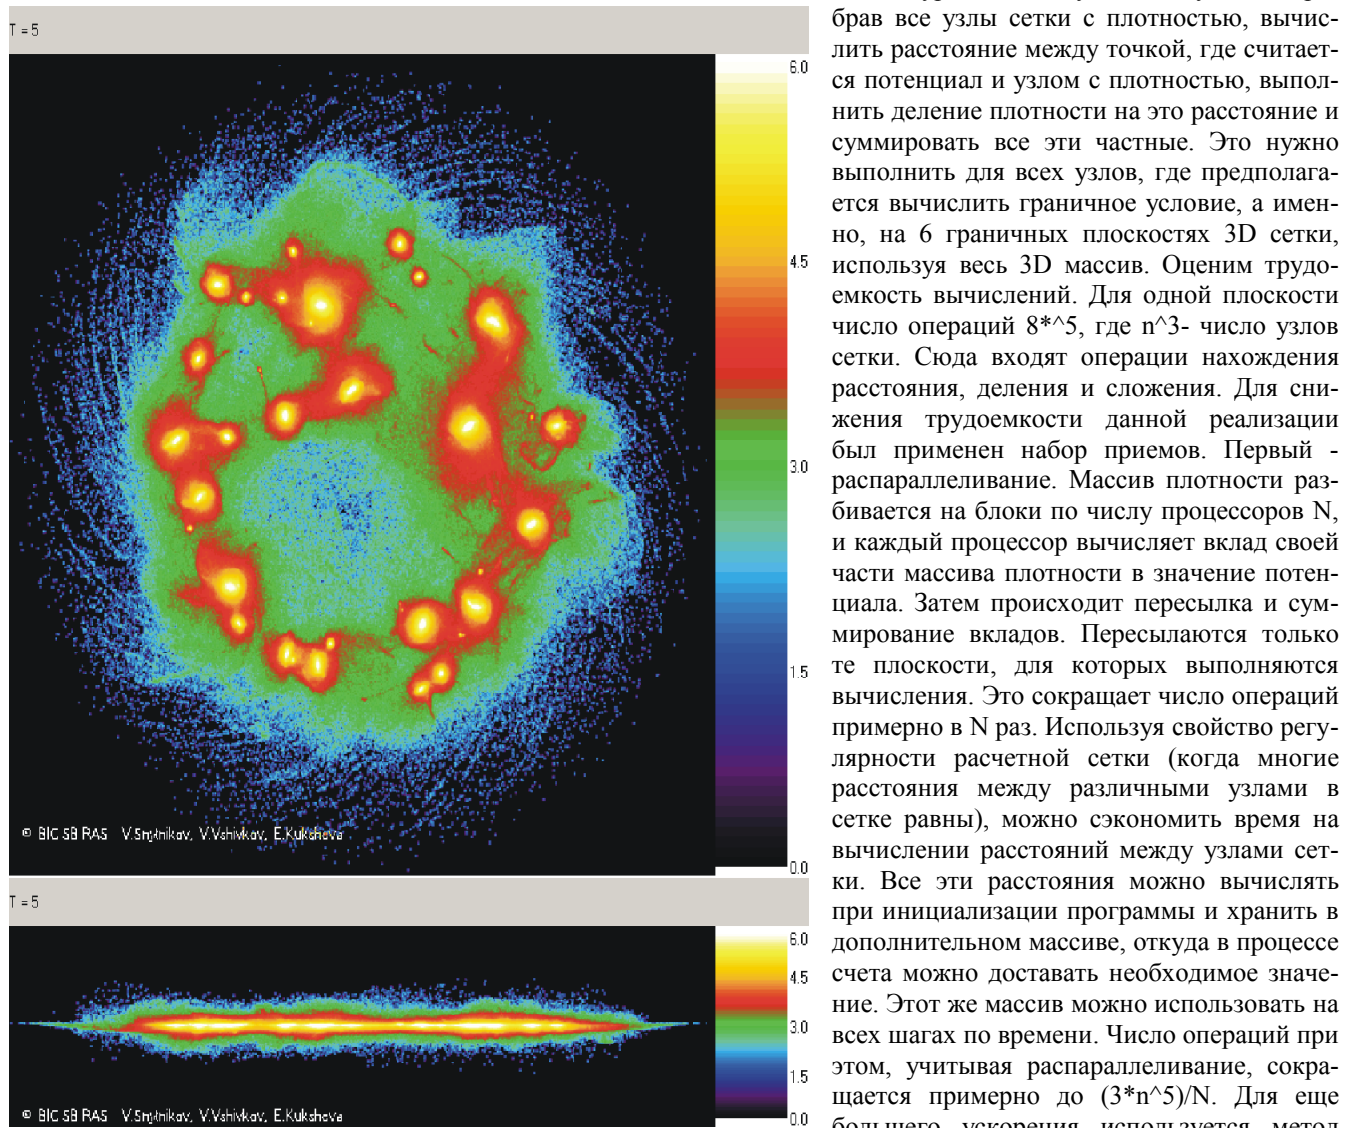 T = 5
6.0
4.5
3.0
1.5
0.0
© BIC SB RAS V.Snytnikov, V.Vshivkov, E.Kuksheva
T = 5
6.0
4.5
3.0
1.5
0.0
© BIC SB RAS V.Snytnikov, V.Vshivkov, E.Kuksheva
брав все узлы сетки с плотностью, вычис-
лить расстояние между точкой, где считает-
ся потенциал и узлом с плотностью, выпол-
нить деление плотности на это расстояние и
суммировать все эти частные. Это нужно
выполнить для всех узлов, где предполага-
ется вычислить граничное условие, а имен-
но, на 6 граничных плоскостях 3D сетки,
используя весь 3D массив. Оценим трудо-
емкость вычислений. Для одной плоскости
число операций 8*^5, где n^3- число узлов
сетки. Сюда входят операции нахождения
расстояния, деления и сложения. Для сни-
жения трудоемкости данной реализации
был применен набор приемов. Первый -
распараллеливание. Массив плотности раз-
бивается на блоки по числу процессоров N,
и каждый процессор вычисляет вклад своей
части массива плотности в значение потен-
циала. Затем происходит пересылка и сум-
мирование вкладов. Пересылаются только
те плоскости, для которых выполняются
вычисления. Это сокращает число операций
примерно в N раз. Используя свойство регу-
лярности расчетной сетки (когда многие
расстояния между различными узлами в
сетке равны), можно сэкономить время на
вычислении расстояний между узлами сет-
ки. Все эти расстояния можно вычислять
при инициализации программы и хранить в
дополнительном массиве, откуда в процессе
счета можно доставать необходимое значе-
ние. Этот же массив можно использовать на
всех шагах по времени. Число операций при
этом, учитывая распараллеливание, сокра-
щается примерно до (3*n^5)/N. Для еще
большего ускорения используется метод